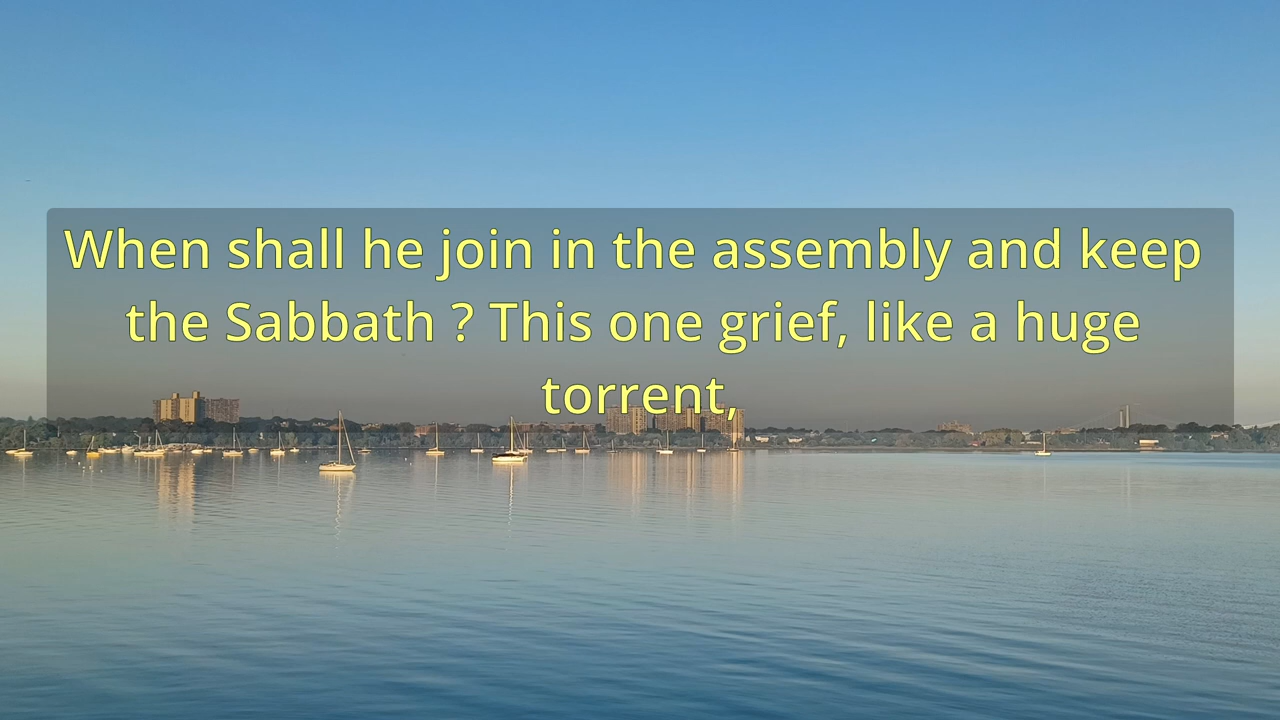 When shall he join in the assembly and keep
the Sabbath ? This one grief, like a huge
torrent,